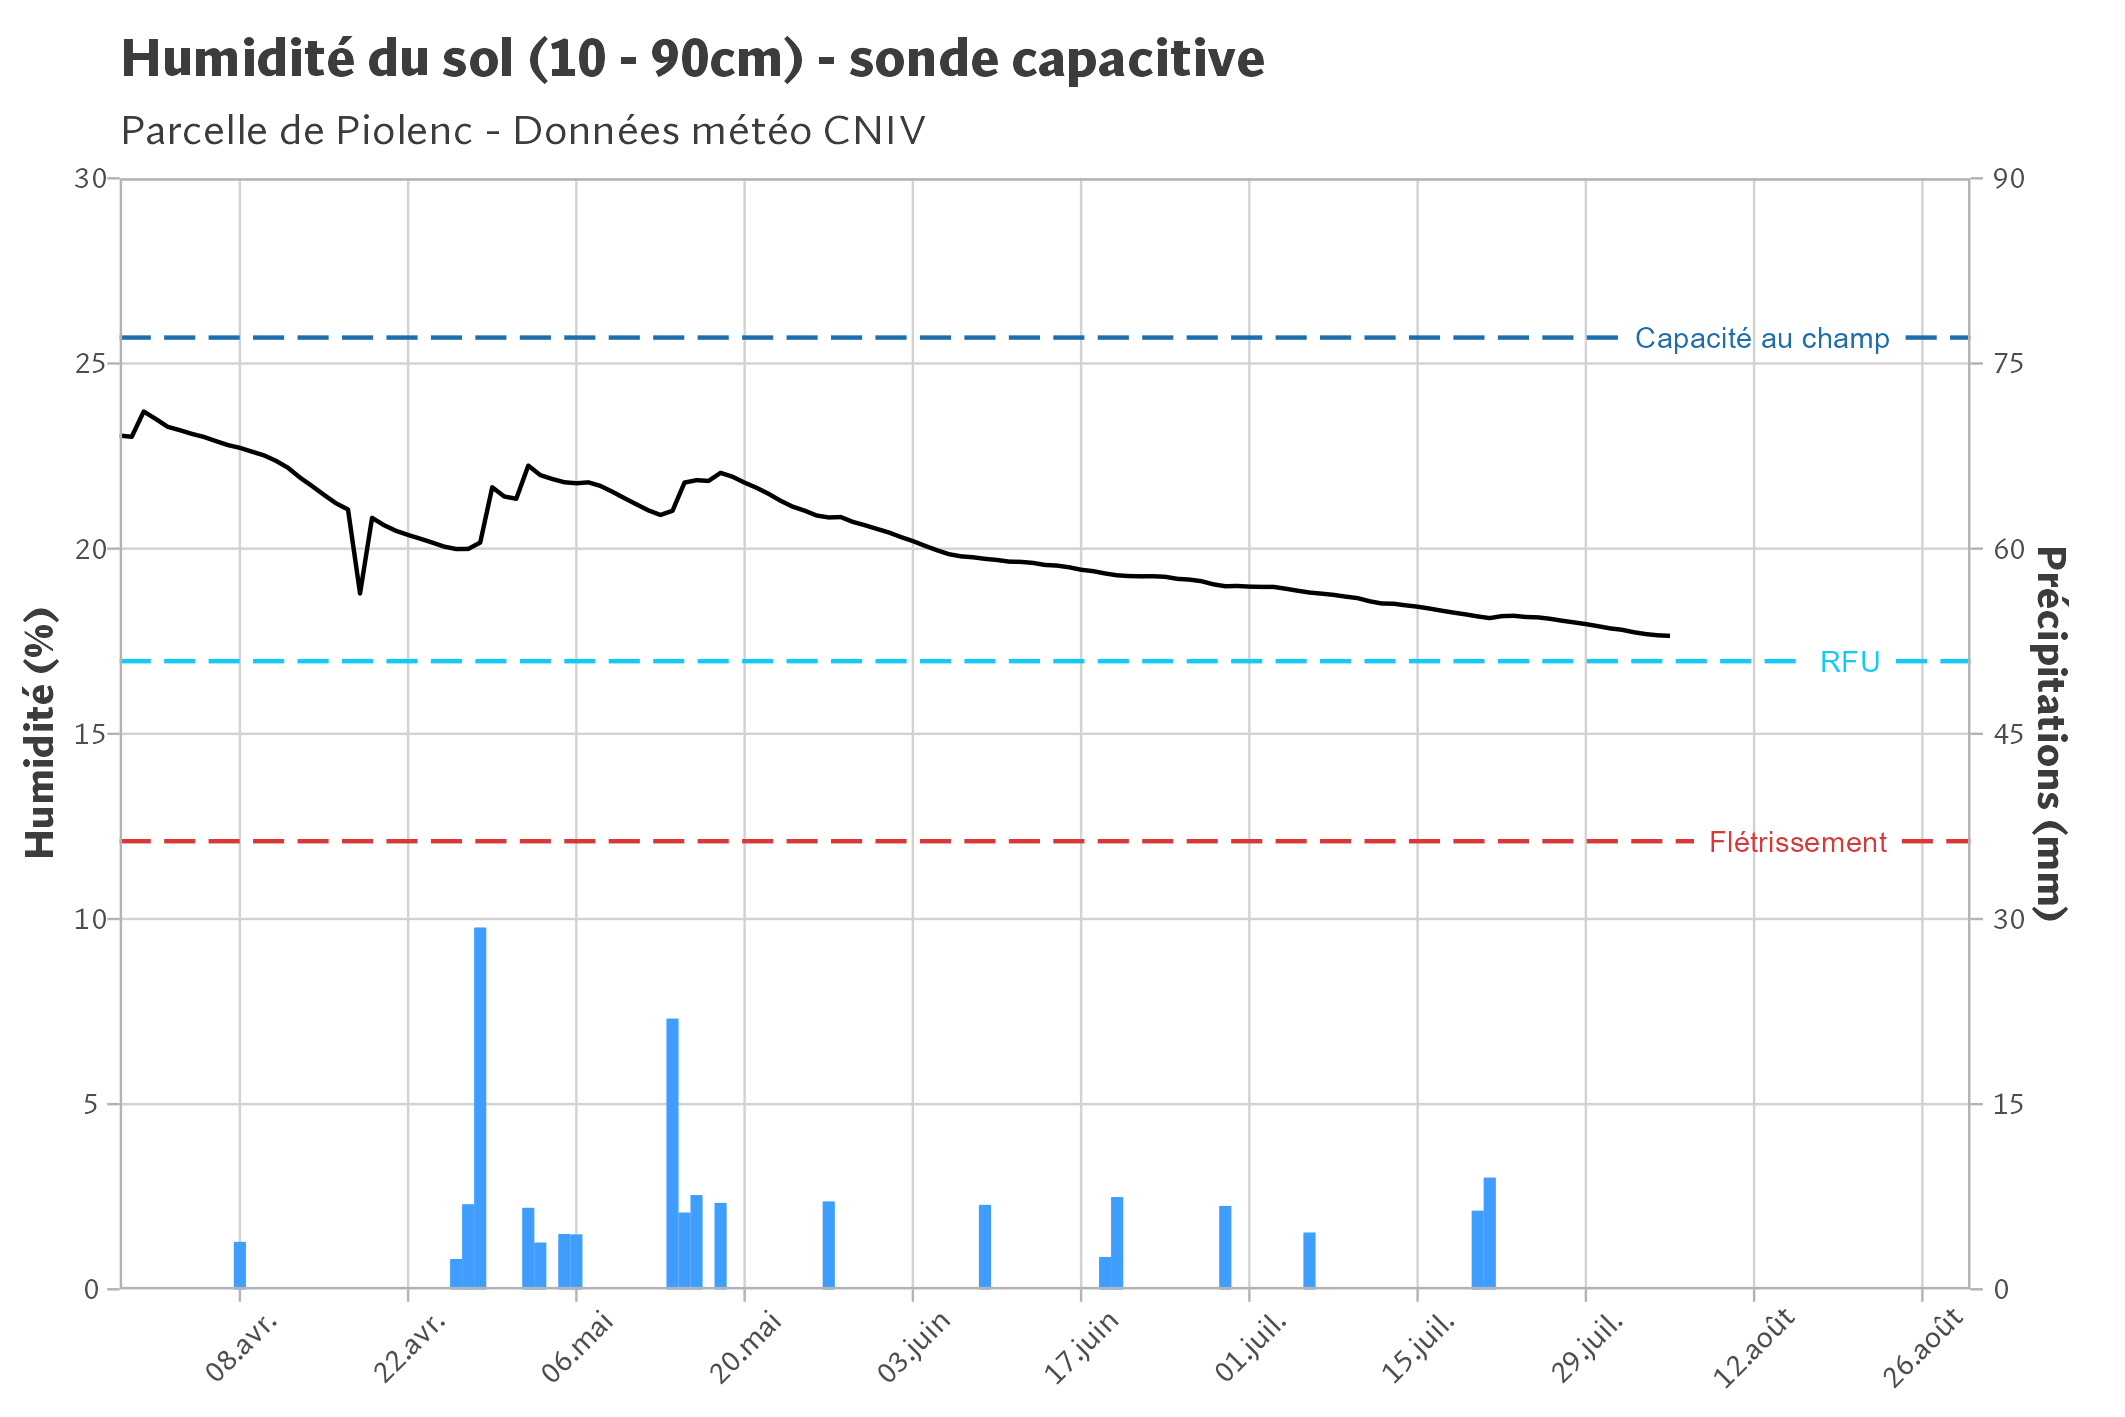 Humidité du sol (10 - 90cm) - sonde capacitive
Parcelle de Piolenc - Données météo CNIV
30
25
20
15
10
5
0
Humidité (%)
90
75
60
45
30
15
0
Précipitations (mm)
Capacité au champ
RFU
Flétrissement
08.avr.
22.avr.
06.mai
20.mai
03.juin
17.juin
01.juil.
15.juil.
29.juil.
12.août
26.août